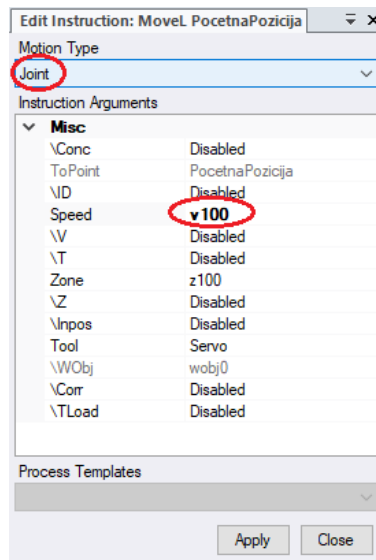 Edit Instruction: MoveL PocetnaPozicija
Motion Type
Joint
Instruction Arguments
Misc
\Conc Disabled
ToPoint PocetnaPozicija
\ID Disabled
Speed v100
\V Disabled
\T Disabled
Zone z100
\Z Disabled
\Inpos Disabled
Tool Servo
\WObj wobj0
\Corr Disabled
\TLoad Disabled
Process Templates
Apply Close